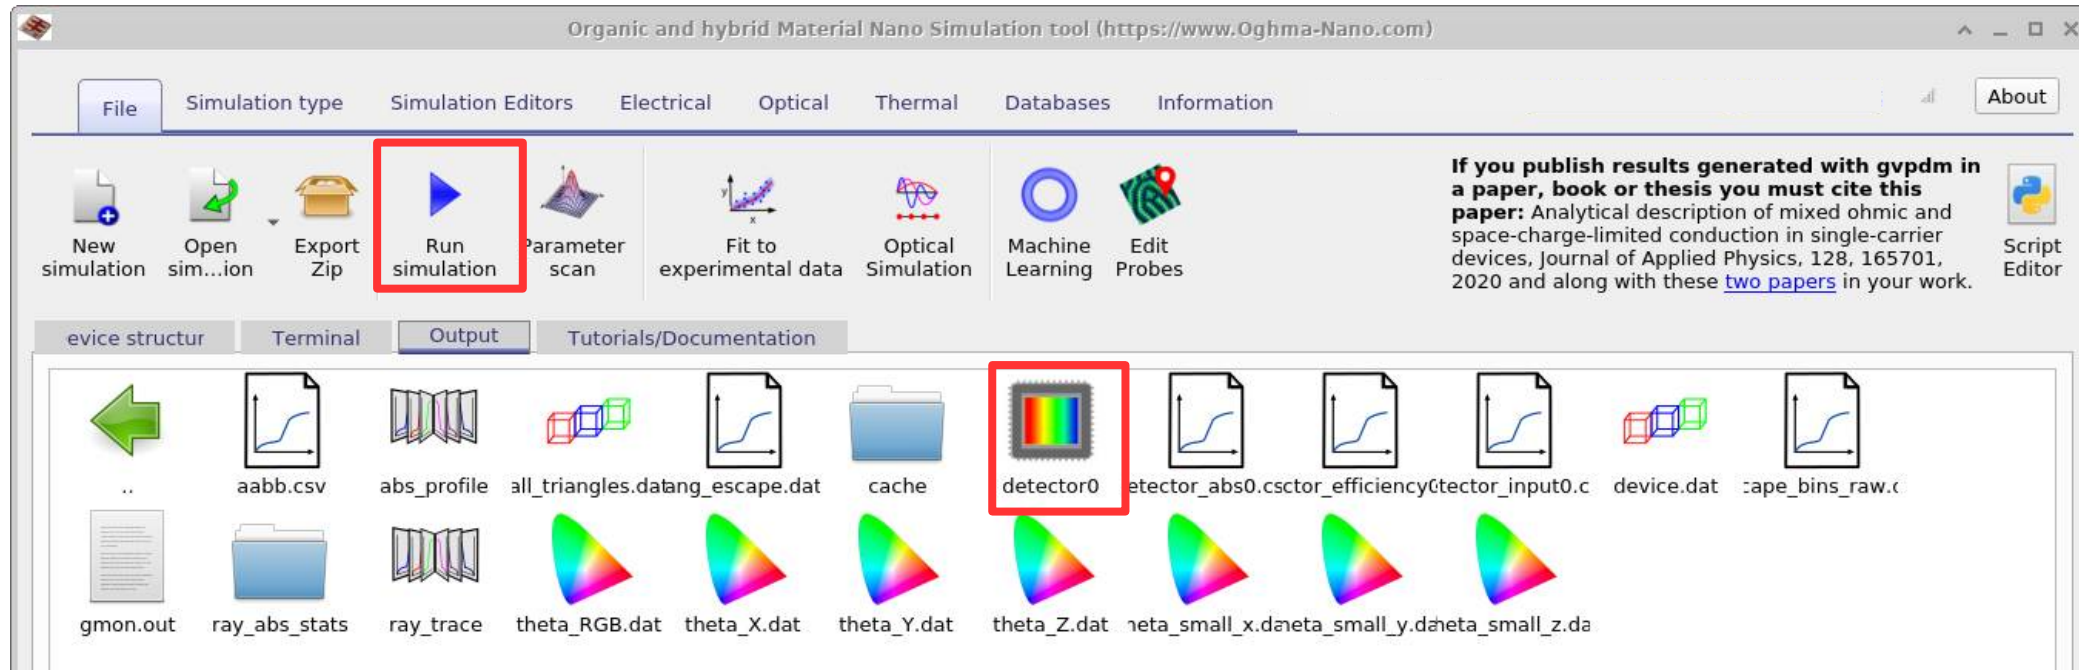 Organic and hybrid Material Nano Simulation tool (https://www.Oghma-Nano.com)
File Simulation type Simulation Editors Electrical Optical Thermal Databases Information About
New simulation
Open sim...ion
Export Zip
Run simulation
Parameter scan
Fit to experimental data
Optical Simulation
Machine Learning
Edit Probes
If you publish results generated with gvpdm in
a paper, book or thesis you must cite this
paper: Analytical description of mixed ohmic and
space-charge-limited conduction in single-carrier
devices, Journal of Applied Physics, 128, 165701,
2020 and along with these two papers in your work.
Script Editor
evice structur Terminal Output Tutorials/Documentation
.. aabb.csv abs_profile all_triangles.dat ang_escape.dat cache detector0 etector_abs0.cs ctor_efficiency0 tector_input0.c device.dat cape_bins_raw.c
gmon.out ray_abs_stats ray_trace theta_RGB.dat theta_X.dat theta_Y.dat theta_Z.dat heta_small_x.da heta_small_y.da heta_small_z.da